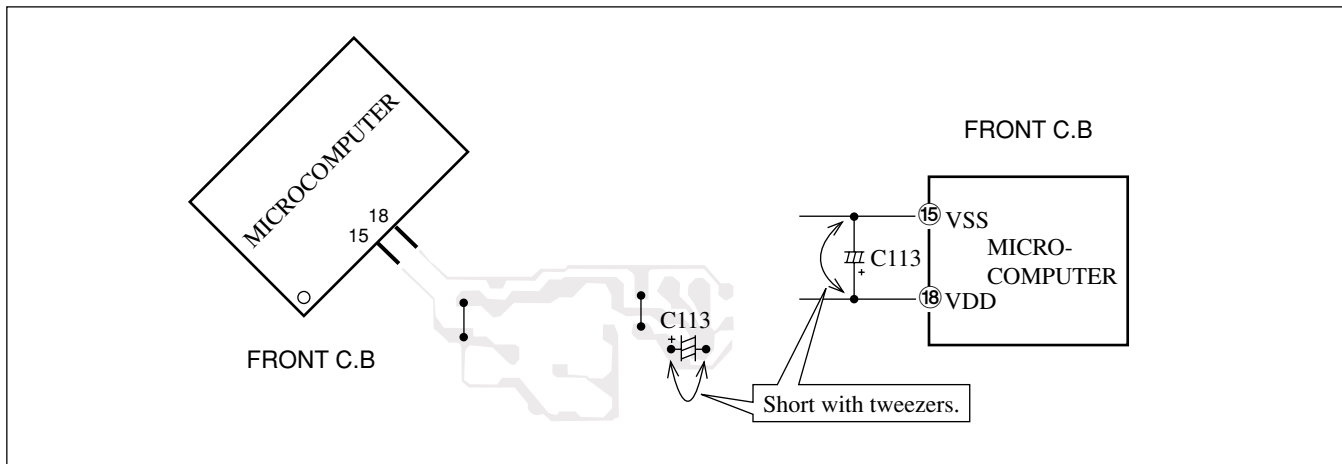 MICROCOMPUTER
18
15
FRONT C.B
C113
+
FRONT C.B
15 VSS
C113
+
MICRO-
COMPUTER
18 VDD
Short with tweezers.